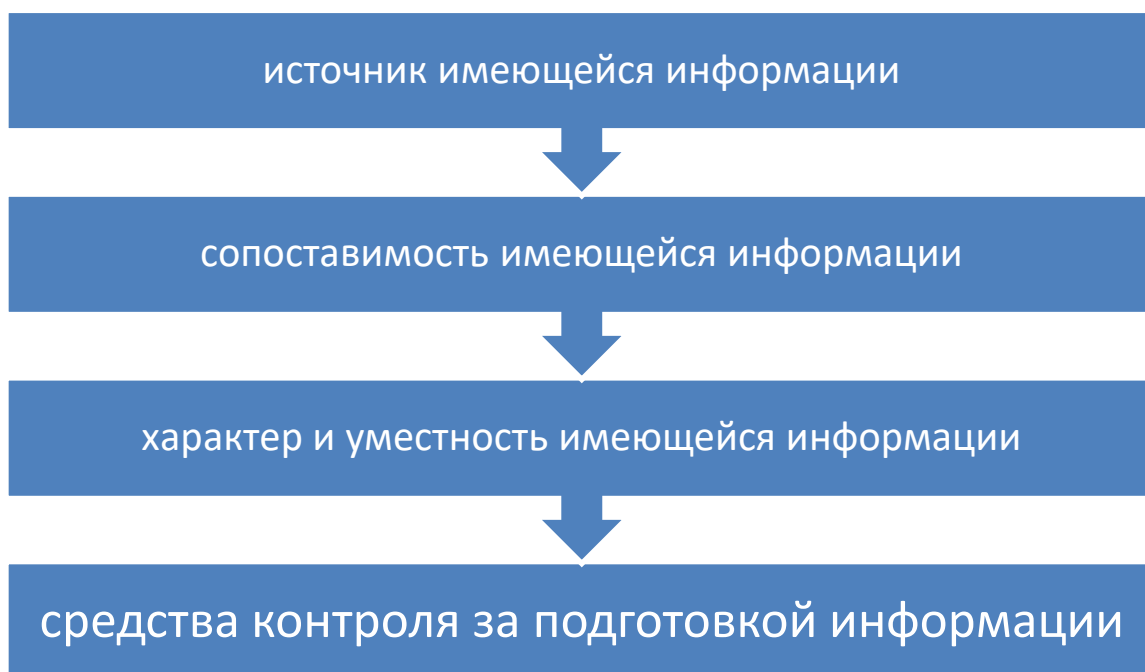 источник имеющейся информации
сопоставимость имеющейся информации
характер и уместность имеющейся информации
средства контроля за подготовкой информации